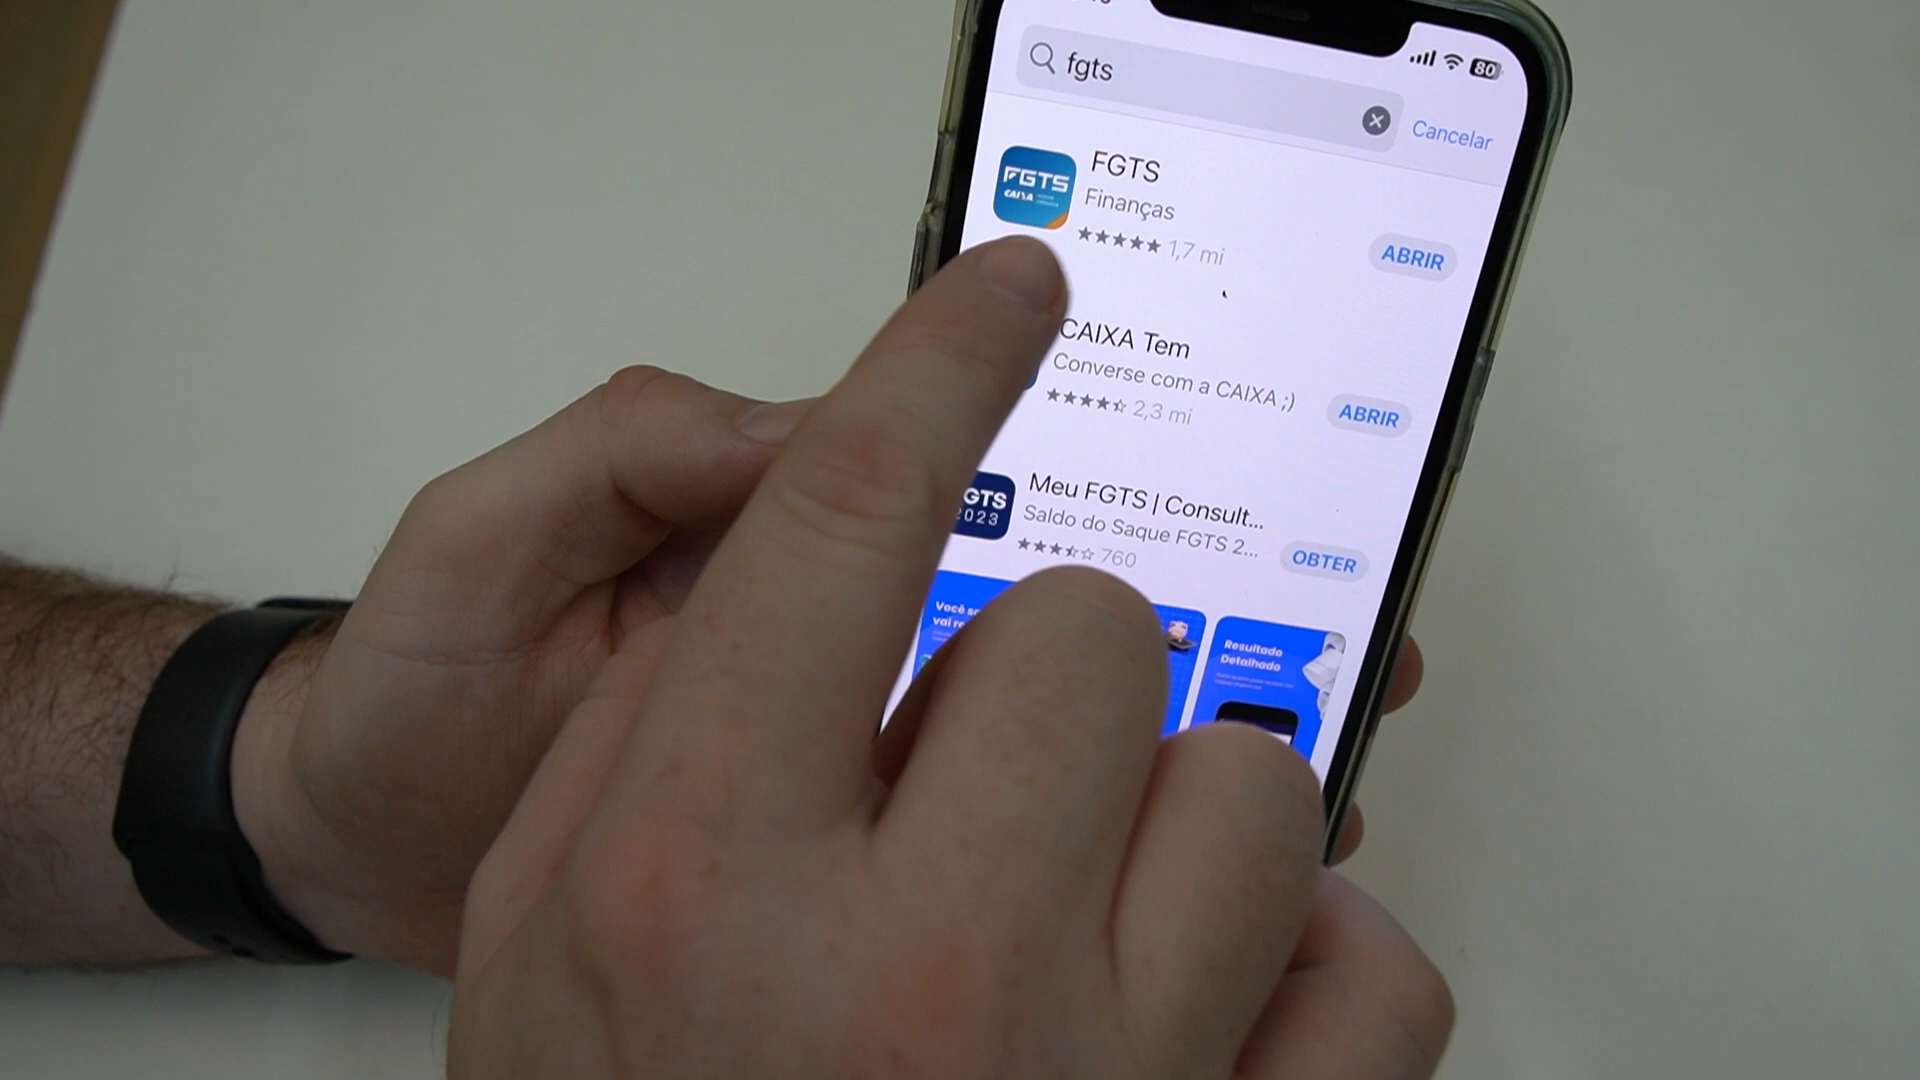 80
fgts
Cancelar
FGTS
CAIXA
FGTS
Finanças
★★★★★ 1,7 mi
ABRIR
CAIXA Tem
Converse com a CAIXA ;)
2,3 mi
ABRIR
GTS
2023
Meu FGTS | Consult...
Saldo do Saque FGTS 2...
760
OBTER
Você
Resultado
Detalhado